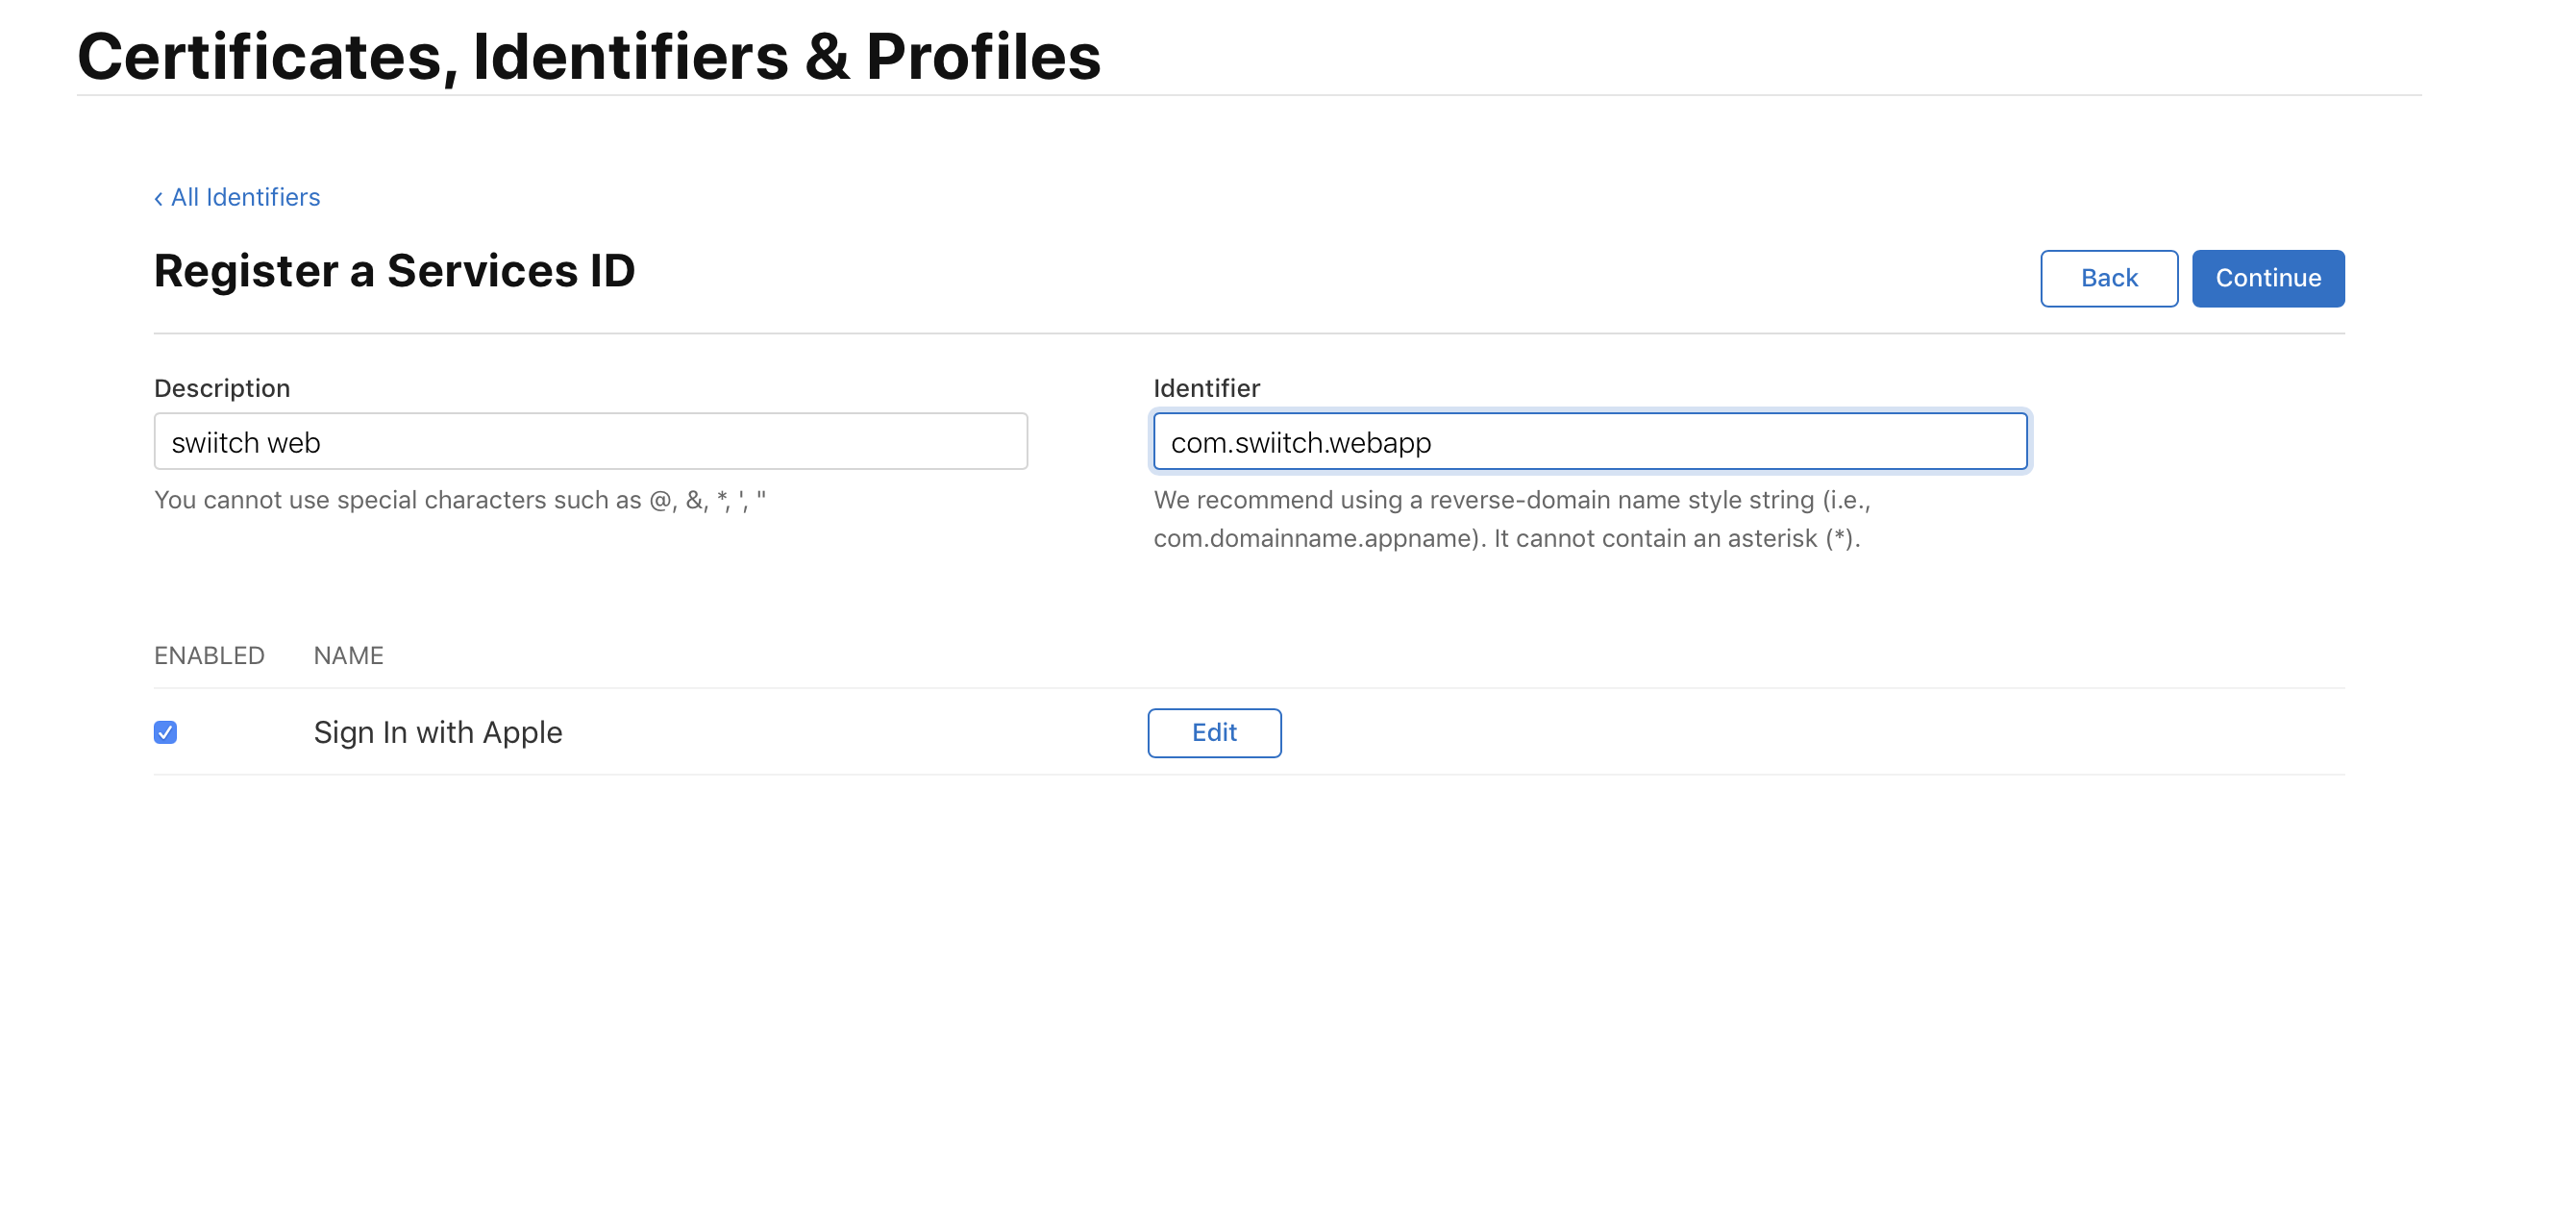 Certificates, Identifiers & Profiles
‹ All Identifiers
Register a Services ID
Back
Continue
Description
Identifier
swiitch web
com.swiitch.webapp
You cannot use special characters such as @, &, *, ', "
We recommend using a reverse-domain name style string (i.e.,
com.domainname.appname). It cannot contain an asterisk (*).
ENABLED NAME
Sign In with Apple
Edit